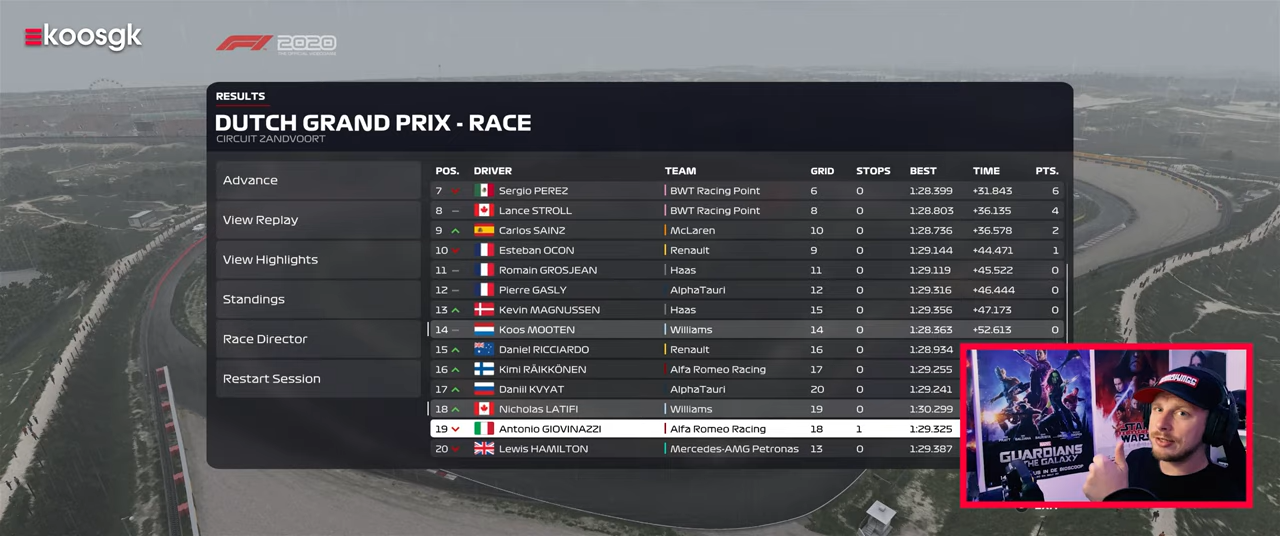 koosgk
F1 2020
RESULTS
DUTCH GRAND PRIX - RACE
CIRCUIT ZANDVOORT
Advance
View Replay
View Highlights
Standings
Race Director
Restart Session
POS. DRIVER TEAM GRID STOPS BEST TIME PTS.
7 Sergio PEREZ BWT Racing Point 6 0 1:28.399 +31.843 6
8 Lance STROLL BWT Racing Point 8 0 1:28.803 +36.135 4
9 Carlos SAINZ McLaren 10 0 1:28.736 +36.578 2
10 Esteban OCON Renault 9 0 1:29.144 +44.471 1
11 Romain GROSJEAN Haas 11 0 1:29.119 +45.522 0
12 Pierre GASLY AlphaTauri 12 0 1:29.316 +46.444 0
13 Kevin MAGNUSSEN Haas 15 0 1:29.356 +47.173 0
14 Koos MOOTEN Williams 14 0 1:28.363 +52.613 0
15 Daniel RICCIARDO Renault 16 0 1:28.934
16 Kimi RÄIKKÖNEN Alfa Romeo Racing 17 0 1:29.255
17 Daniil KVYAT AlphaTauri 20 0 1:29.241
18 Nicholas LATIFI Williams 19 0 1:30.299
19 Antonio GIOVINAZZI Alfa Romeo Racing 18 1 1:29.325
20 Lewis HAMILTON Mercedes-AMG Petronas 13 0 1:29.387
MARVEL
GUARDIANS
OF THE GALAXY
IN DE BIOSCOOP
STAR
WARS